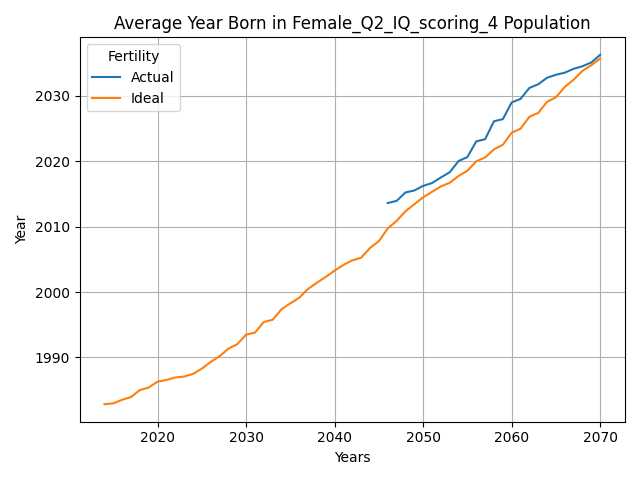 Average Year Born in Female_Q2_IQ_scoring_4 Population
Fertility
Actual
Ideal
Year
2030
2020
2010
2000
1990
2020 2030 2040 2050 2060 2070
Years